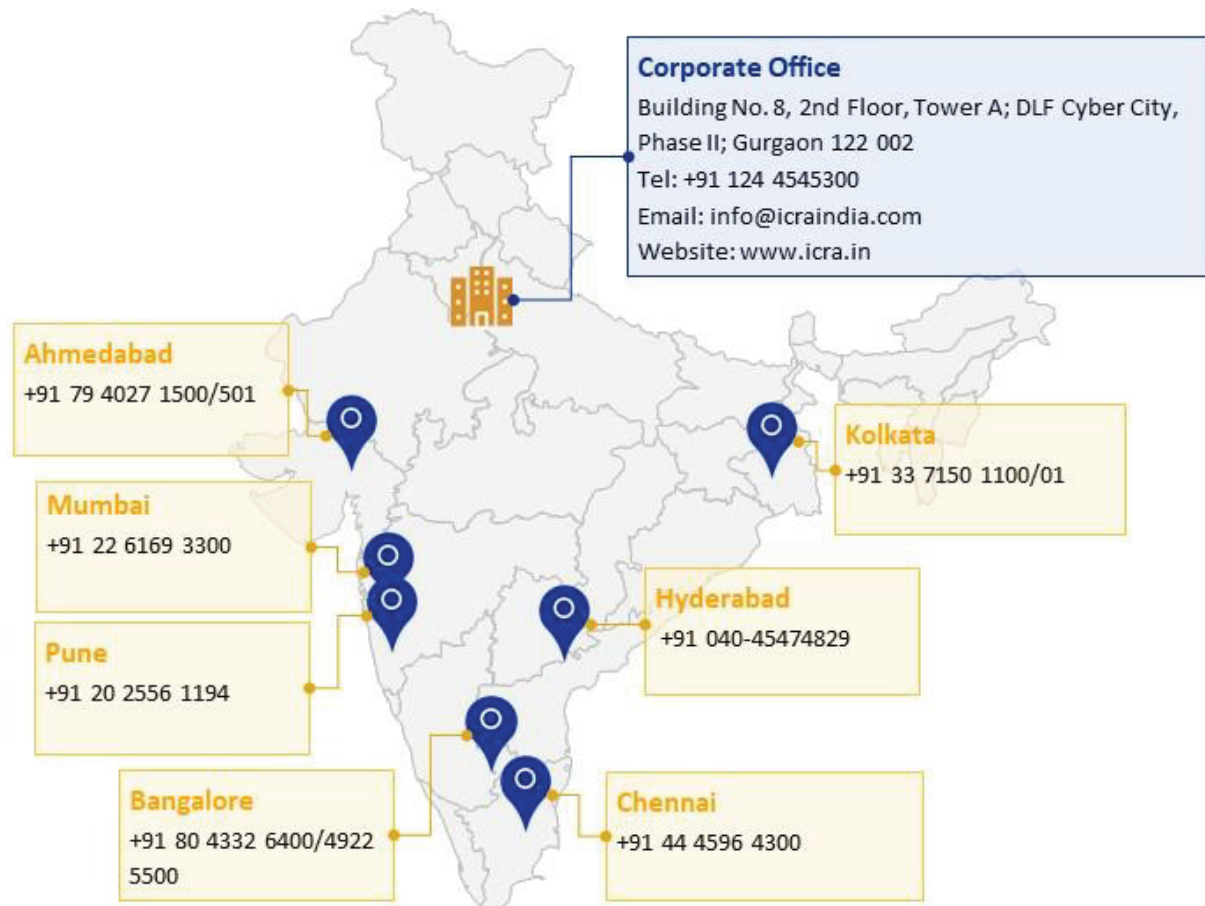 Corporate Office
Building No. 8, 2nd Floor, Tower A; DLF Cyber City,
Phase II; Gurgaon 122 002
Tel: +91 124 4545300
Email: info@icraindia.com
Website: www.icra.in
Ahmedabad
+91 79 4027 1500/501
Kolkata
+91 33 7150 1100/01
Mumbai
+91 22 6169 3300
Hyderabad
+91 040-45474829
Pune
+91 20 2556 1194
Bangalore
+91 80 4332 6400/4922
5500
Chennai
+91 44 4596 4300